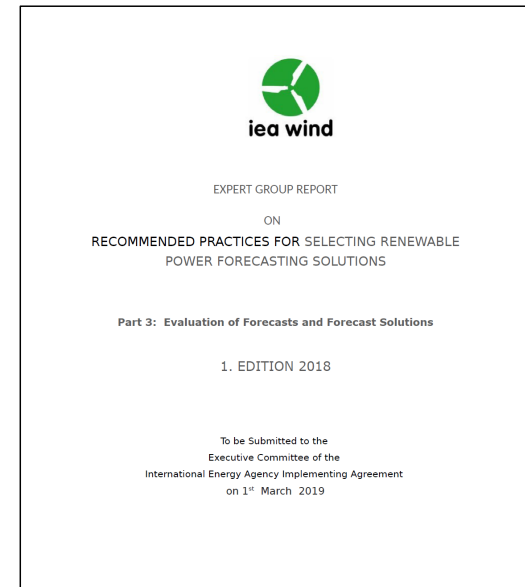 iea wind
EXPERT GROUP REPORT
ON
RECOMMENDED PRACTICES FOR SELECTING RENEWABLE
POWER FORECASTING SOLUTIONS
Part 3: Evaluation of Forecasts and Forecast Solutions
1. EDITION 2018
To be Submitted to the
Executive Committee of the
International Energy Agency Implementing Agreement
on 1st March 2019